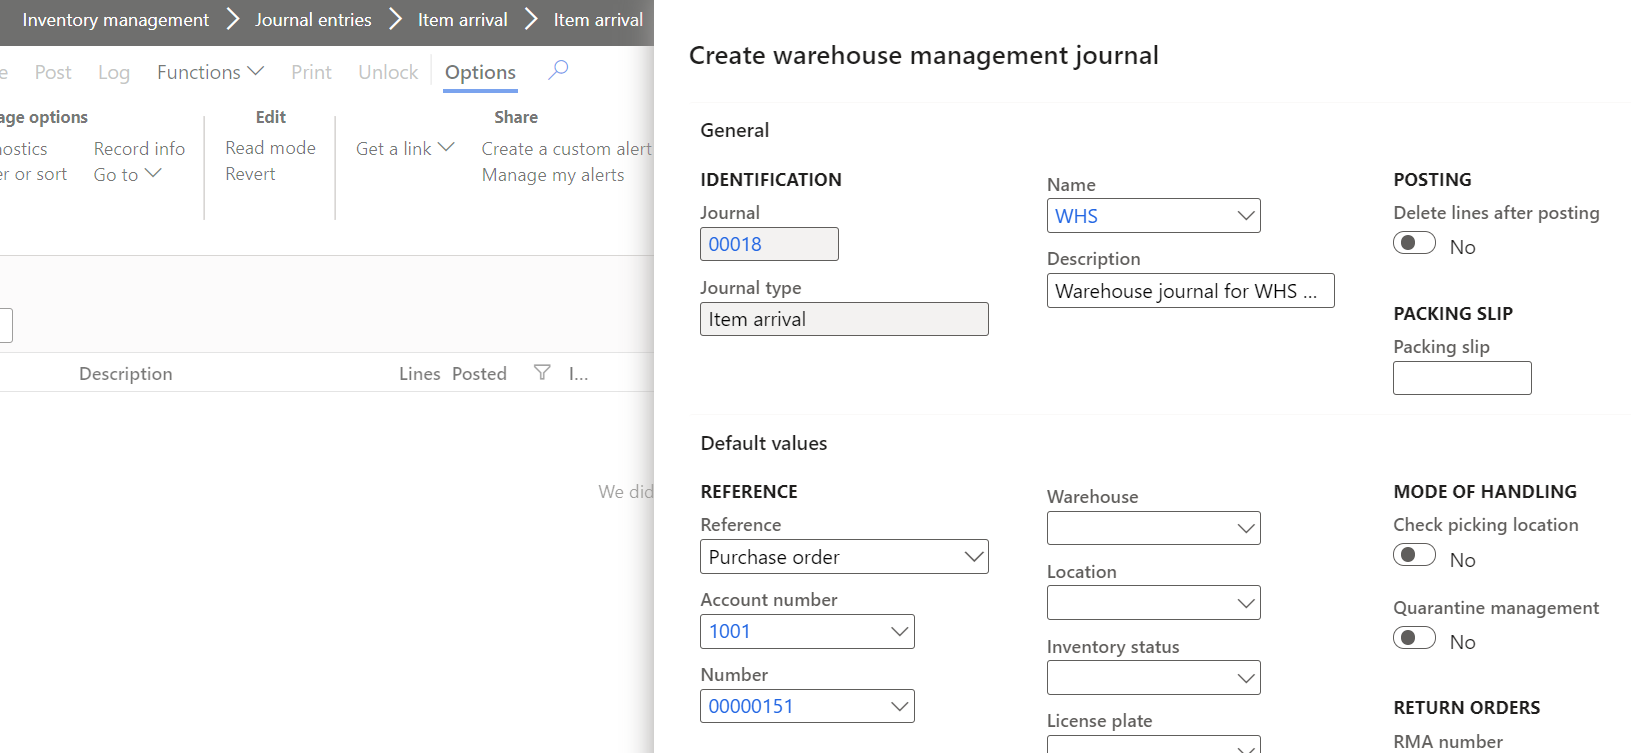 Inventory management > Journal entries > Item arrival > Item arrival
e Post Log Functions Print Unlock Options
age options
nostics
er or sort
Record info
Go to
Edit
Read mode
Revert
Share
Get a link
Create a custom alert
Manage my alerts
Description Lines Posted I...
We did
Create warehouse management journal
General
IDENTIFICATION
Journal
00018
Journal type
Item arrival
Name
WHS
Description
Warehouse journal for WHS ...
POSTING
Delete lines after posting
No
PACKING SLIP
Packing slip
Default values
REFERENCE
Reference
Purchase order
Account number
1001
Number
00000151
Warehouse
Location
Inventory status
License plate
MODE OF HANDLING
Check picking location
No
Quarantine management
No
RETURN ORDERS
RMA number